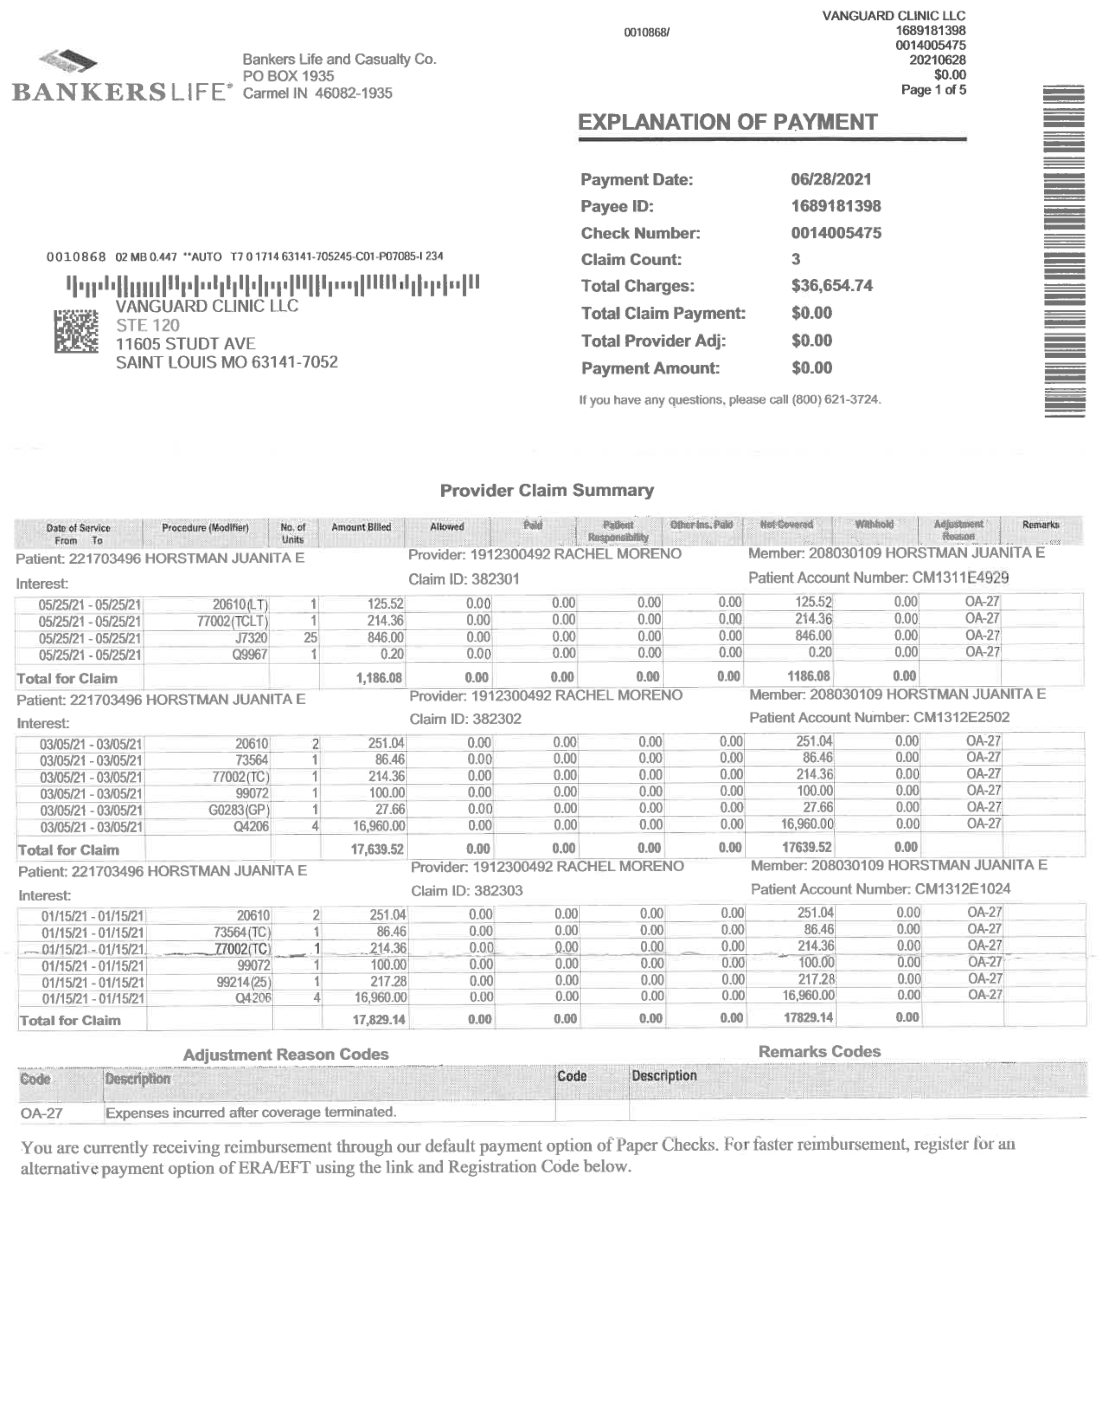 0010868/
VANGUARD CLINIC LLC
1689181398
0014005475
20210628
$0.00
Page 1 of 5
BANKERS LIFE®
Bankers Life and Casualty Co.
PO BOX 1935
Carmel IN 46082-1935
EXPLANATION OF PAYMENT
Payment Date: 06/28/2021
Payee ID: 1689181398
Check Number: 0014005475
Claim Count: 3
Total Charges: $36,654.74
Total Claim Payment: $0.00
Total Provider Adj: $0.00
Payment Amount: $0.00
If you have any questions, please call (800) 621-3724.
0010868 02 MB 0.447 **AUTO T7 0 1714 63141-705245-C01-P07085-I 234
VANGUARD CLINIC LLC
STE 120
11605 STUDT AVE
SAINT LOUIS MO 63141-7052
Provider Claim Summary
Date of Service From To Procedure (Modifier) No. of Units Amount Billed Allowed Paid Patient Responsibility Other Ins. Paid Not Covered Withhold Adjustment Reason Remarks
Patient: 221703496 HORSTMAN JUANITA E Provider: 1912300492 RACHEL MORENO Member: 208030109 HORSTMAN JUANITA E
Interest: Claim ID: 382301 Patient Account Number: CM1311E4929
05/25/21 - 05/25/21 20610(LT) 1 125.52 0.00 0.00 0.00 0.00 125.52 0.00 OA-27
05/25/21 - 05/25/21 77002(TCLT) 1 214.36 0.00 0.00 0.00 0.00 214.36 0.00 OA-27
05/25/21 - 05/25/21 J7320 25 846.00 0.00 0.00 0.00 0.00 846.00 0.00 OA-27
05/25/21 - 05/25/21 Q9967 1 0.20 0.00 0.00 0.00 0.00 0.20 0.00 OA-27
Total for Claim 1,186.08 0.00 0.00 0.00 0.00 1186.08 0.00
Patient: 221703496 HORSTMAN JUANITA E Provider: 1912300492 RACHEL MORENO Member: 208030109 HORSTMAN JUANITA E
Interest: Claim ID: 382302 Patient Account Number: CM1312E2502
03/05/21 - 03/05/21 20610 2 251.04 0.00 0.00 0.00 0.00 251.04 0.00 OA-27
03/05/21 - 03/05/21 73564 1 86.46 0.00 0.00 0.00 0.00 86.46 0.00 OA-27
03/05/21 - 03/05/21 77002(TC) 1 214.36 0.00 0.00 0.00 0.00 214.36 0.00 OA-27
03/05/21 - 03/05/21 99072 1 100.00 0.00 0.00 0.00 0.00 100.00 0.00 OA-27
03/05/21 - 03/05/21 G0283(GP) 1 27.66 0.00 0.00 0.00 0.00 27.66 0.00 OA-27
03/05/21 - 03/05/21 Q4206 4 16,960.00 0.00 0.00 0.00 0.00 16,960.00 0.00 OA-27
Total for Claim 17,639.52 0.00 0.00 0.00 0.00 17639.52 0.00
Patient: 221703496 HORSTMAN JUANITA E Provider: 1912300492 RACHEL MORENO Member: 208030109 HORSTMAN JUANITA E
Interest: Claim ID: 382303 Patient Account Number: CM1312E1024
01/15/21 - 01/15/21 20610 2 251.04 0.00 0.00 0.00 0.00 251.04 0.00 OA-27
01/15/21 - 01/15/21 73564(TC) 1 86.46 0.00 0.00 0.00 0.00 86.46 0.00 OA-27
01/15/21 - 01/15/21 77002(TC) 1 214.36 0.00 0.00 0.00 0.00 214.36 0.00 OA-27
01/15/21 - 01/15/21 99072 1 100.00 0.00 0.00 0.00 0.00 100.00 0.00 OA-27
01/15/21 - 01/15/21 99214(25) 1 217.28 0.00 0.00 0.00 0.00 217.28 0.00 OA-27
01/15/21 - 01/15/21 Q4206 4 16,960.00 0.00 0.00 0.00 0.00 16,960.00 0.00 OA-27
Total for Claim 17,829.14 0.00 0.00 0.00 0.00 17829.14 0.00
Adjustment Reason Codes Remarks Codes
Code Description Code Description
OA-27 Expenses incurred after coverage terminated.
You are currently receiving reimbursement through our default payment option of Paper Checks. For faster reimbursement, register for an
alternative payment option of ERA/EFT using the link and Registration Code below.